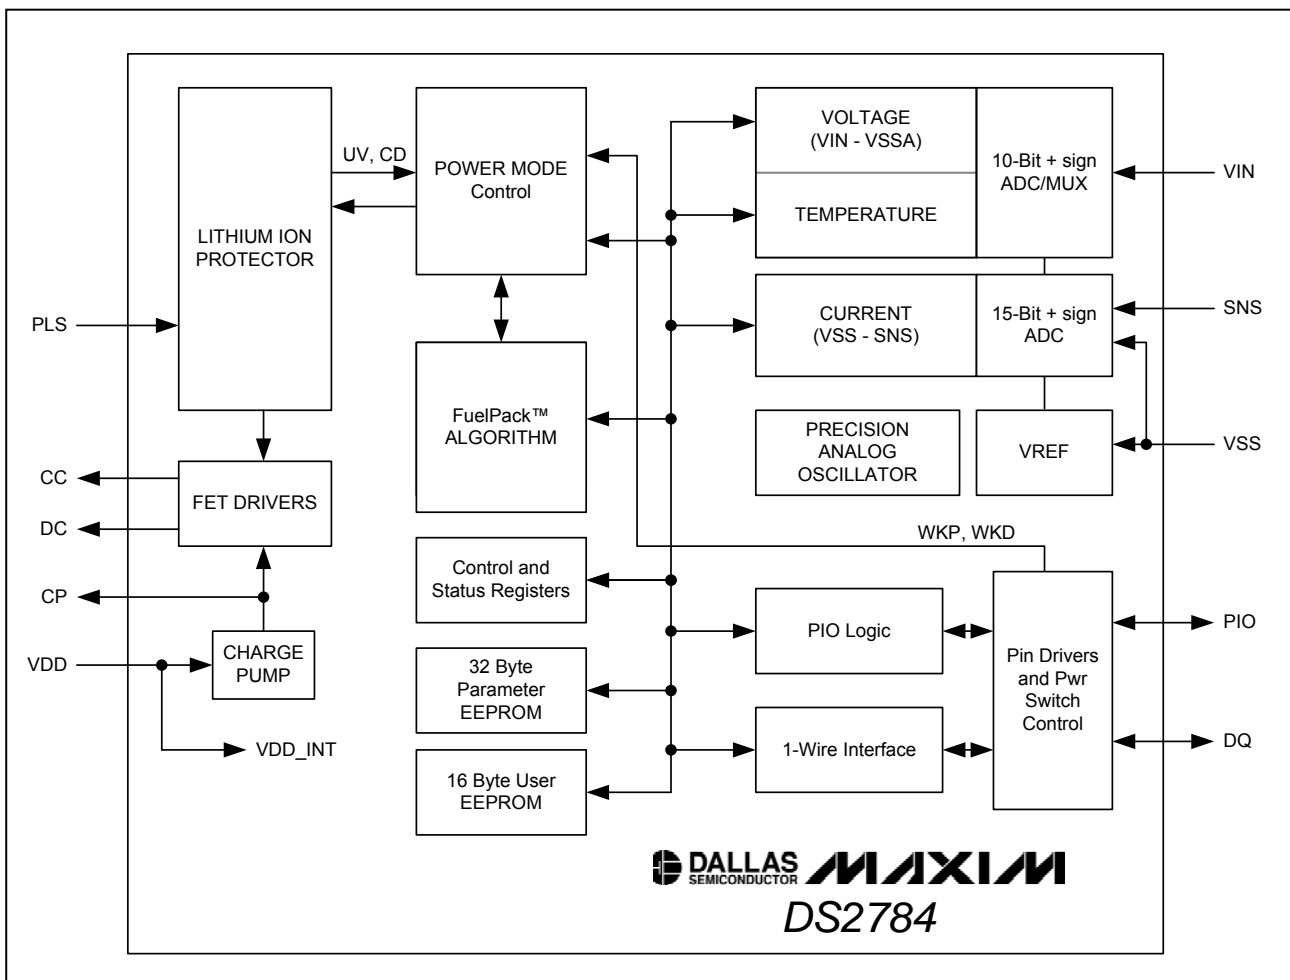 VOLTAGE
(VIN - VSSA)
10-Bit + sign
ADC/MUX
TEMPERATURE
VIN
UV, CD
POWER MODE
Control
LITHIUM ION
PROTECTOR
PLS
CURRENT
(VSS - SNS)
15-Bit + sign
ADC
SNS
FuelPack™
ALGORITHM
PRECISION
ANALOG
OSCILLATOR
VREF
VSS
CC
DC
FET DRIVERS
CP
WKP, WKD
Control and
Status Registers
PIO Logic
PIO
VDD
CHARGE
PUMP
32 Byte
Parameter
EEPROM
Pin Drivers
and Pwr
Switch
Control
VDD_INT
1-Wire Interface
DQ
16 Byte User
EEPROM
DALLAS
SEMICONDUCTOR
MAXIM
DS2784